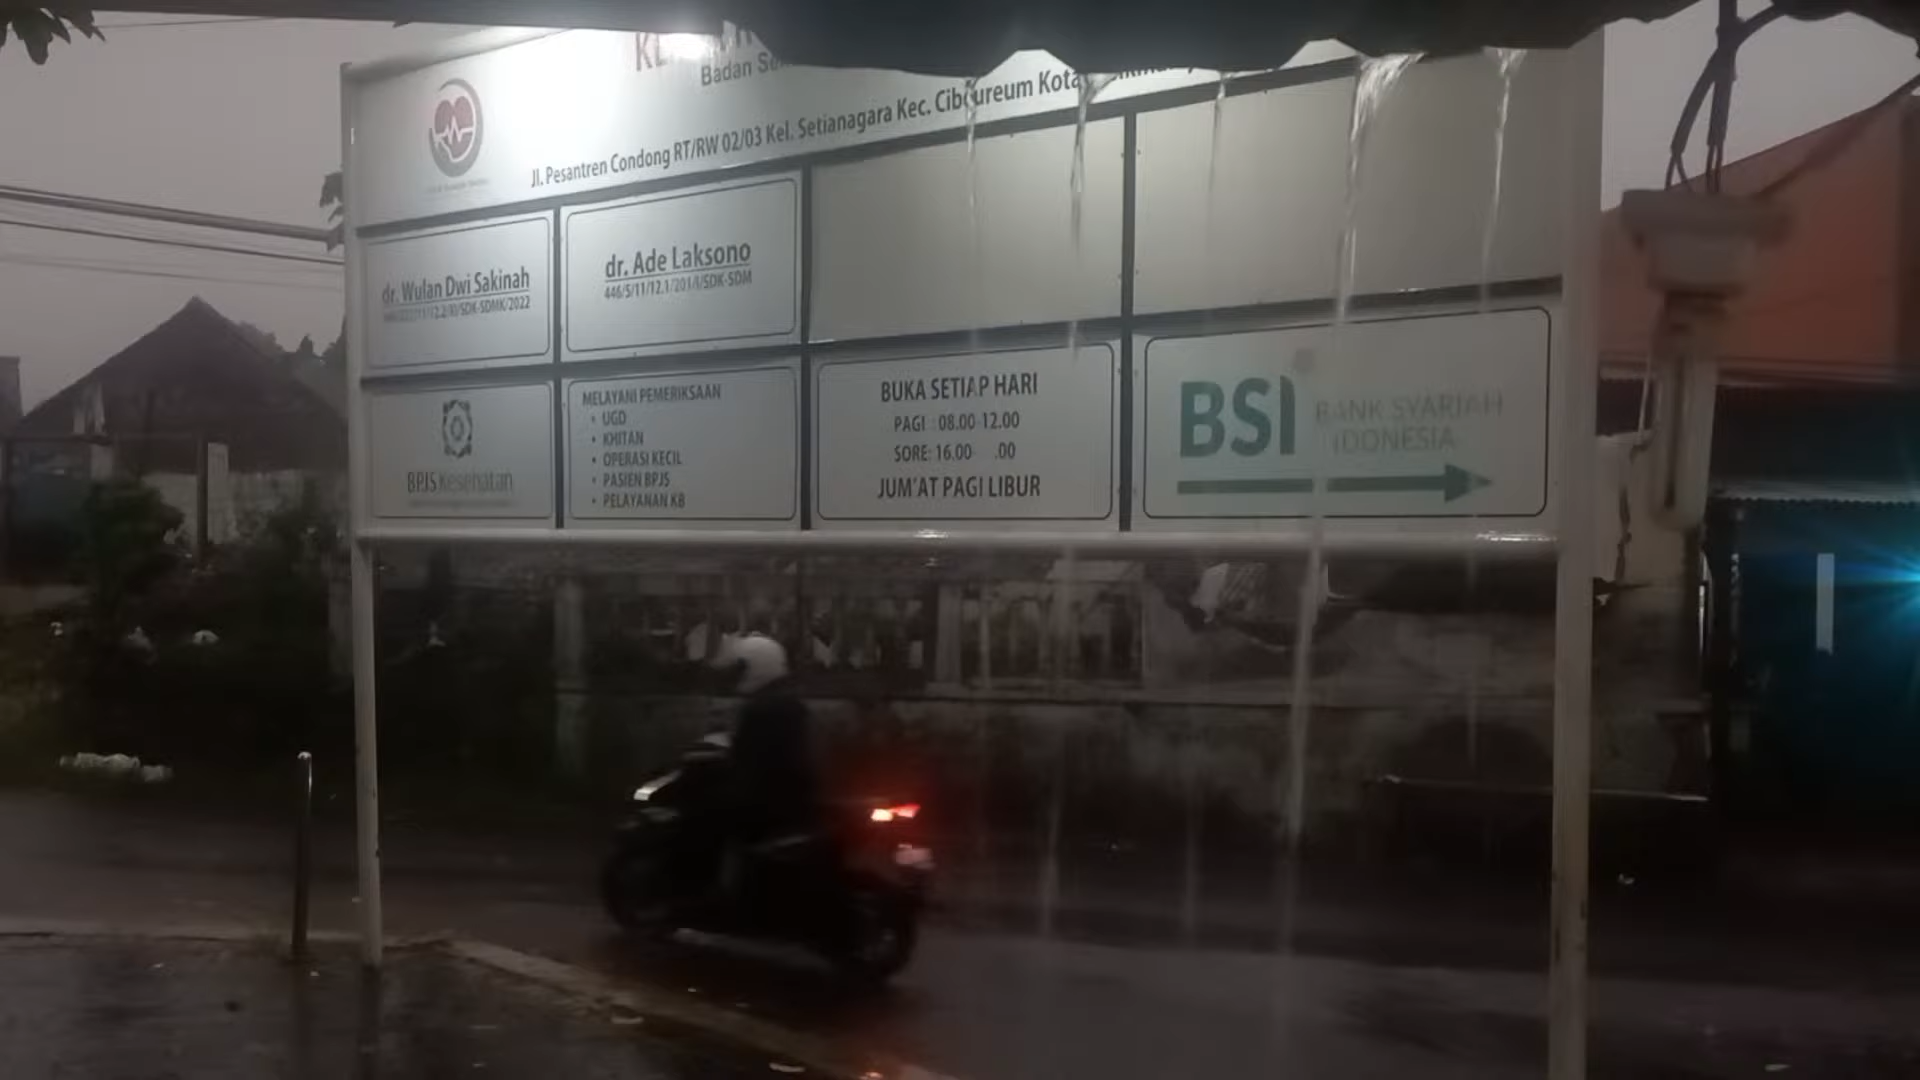 Badan
Jl. Pesantren Condong RT/RW 02/03 Kel. Setianagara Kec. Cibeureum Kota
dr. Wulan Dwi Sakinah
dr. Ade Laksono
446/5/11/12.1/201/I/SDK-SDM
BPJS Kesehatan
MELAYANI PEMERIKSAAN
• UGD
• KHITAN
• OPERASI KECIL
• PASIEN BPJS
• PELAYANAN KB
BUKA SETIAP HARI
PAGI : 08.00-12.00
SORE: 16.00 .00
JUM'AT PAGI LIBUR
BSI
BANK SYARIAH
IDONESIA